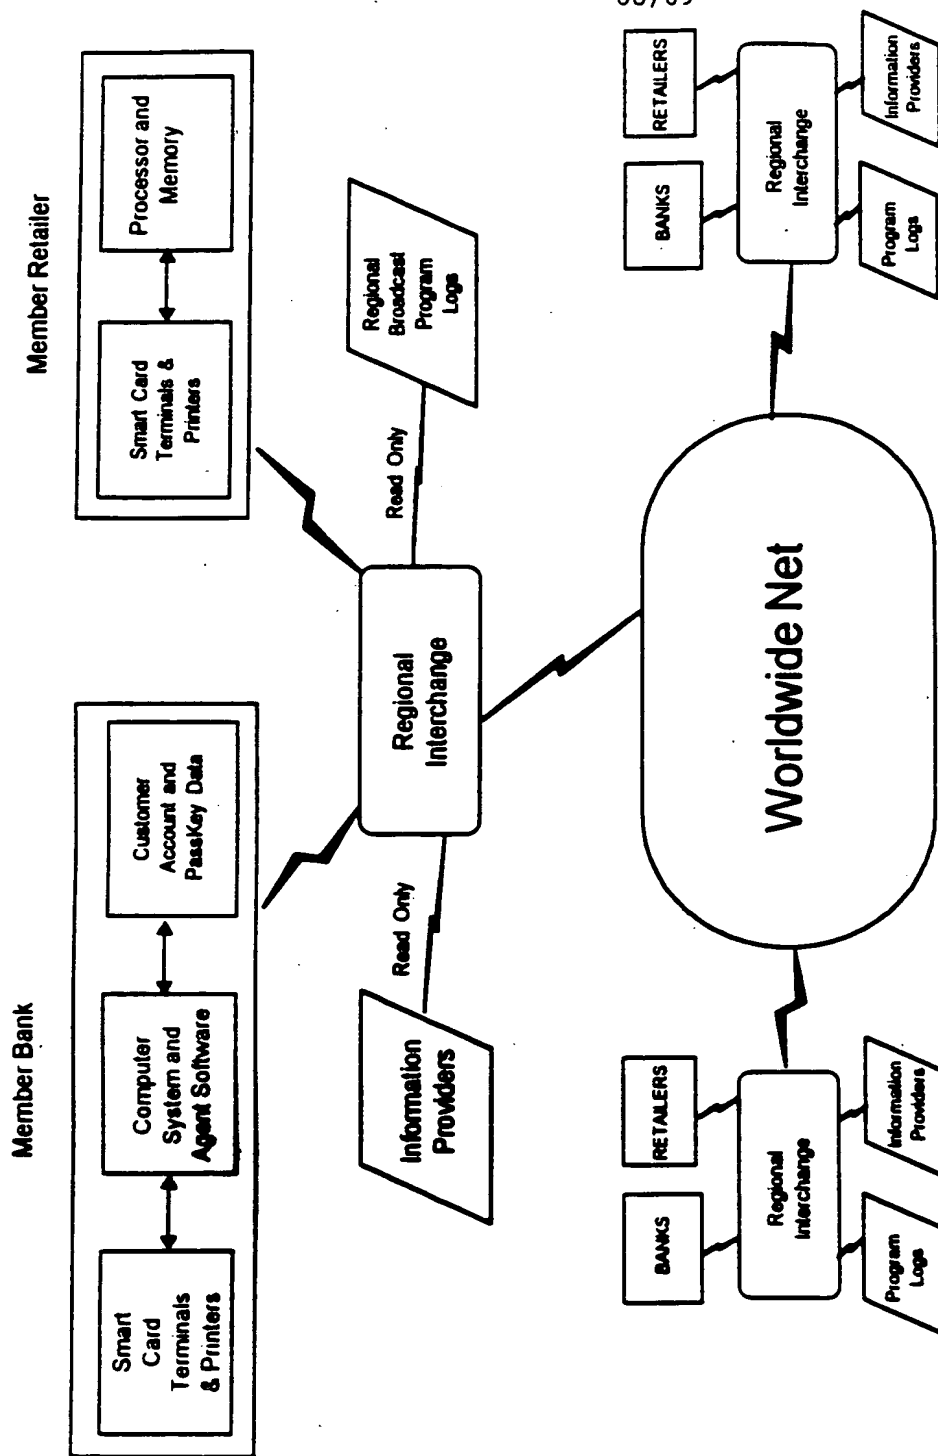 Member Bank
Smart
Card
Terminals
& Printers
Computer
System and
Agent Software
Customer
Account and
PassKey Data
Member Retailer
Smart Card
Terminals &
Printers
Processor and
Memory
Information
Providers
Read Only
Regional
Interchange
Read Only
Regional
Broadcast
Program
Logs
BANKS
RETAILERS
Regional
Interchange
Program
Logs
Information
Providers
Worldwide Net
BANKS
RETAILERS
Regional
Interchange
Program
Logs
Information
Providers